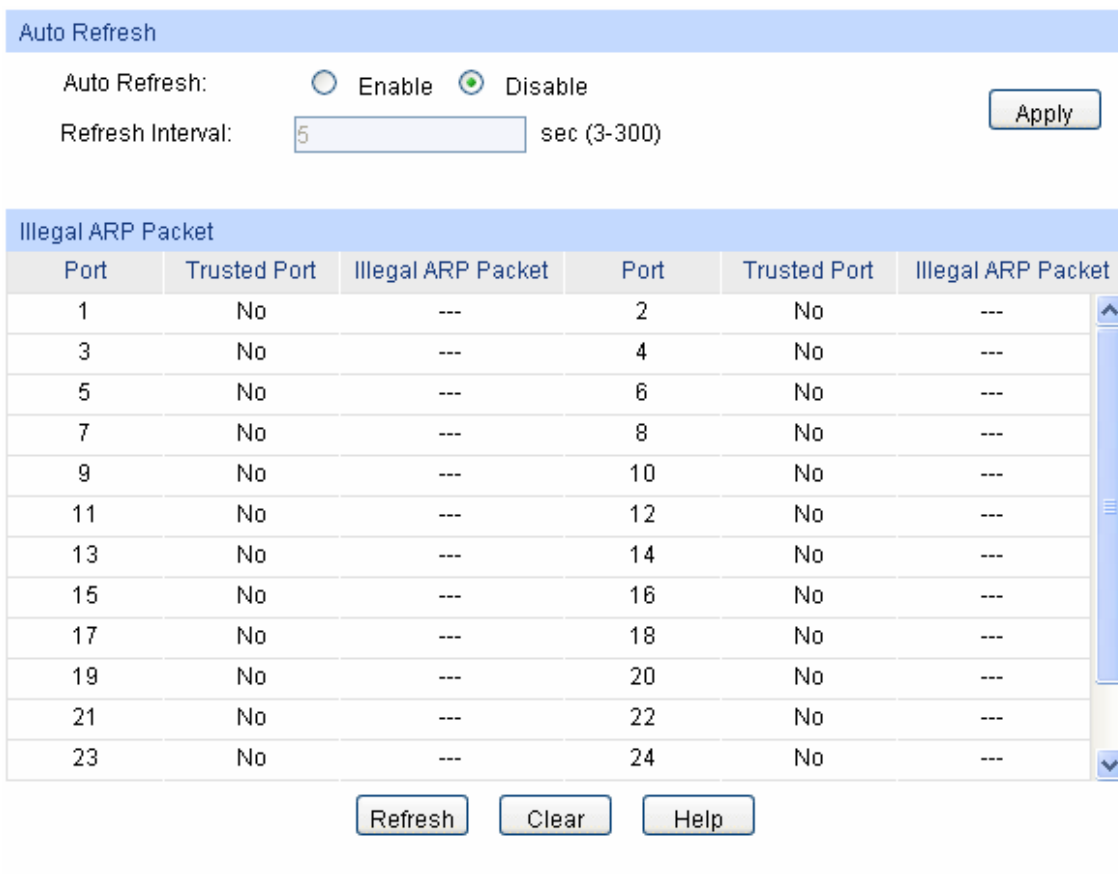 Auto Refresh
Auto Refresh: Enable Disable
Apply
Refresh Interval: 5 sec (3-300)
Illegal ARP Packet
Port Trusted Port Illegal ARP Packet Port Trusted Port Illegal ARP Packet
1 No --- 2 No ---
3 No --- 4 No ---
5 No --- 6 No ---
7 No --- 8 No ---
9 No --- 10 No ---
11 No --- 12 No ---
13 No --- 14 No ---
15 No --- 16 No ---
17 No --- 18 No ---
19 No --- 20 No ---
21 No --- 22 No ---
23 No --- 24 No ---
Refresh Clear Help